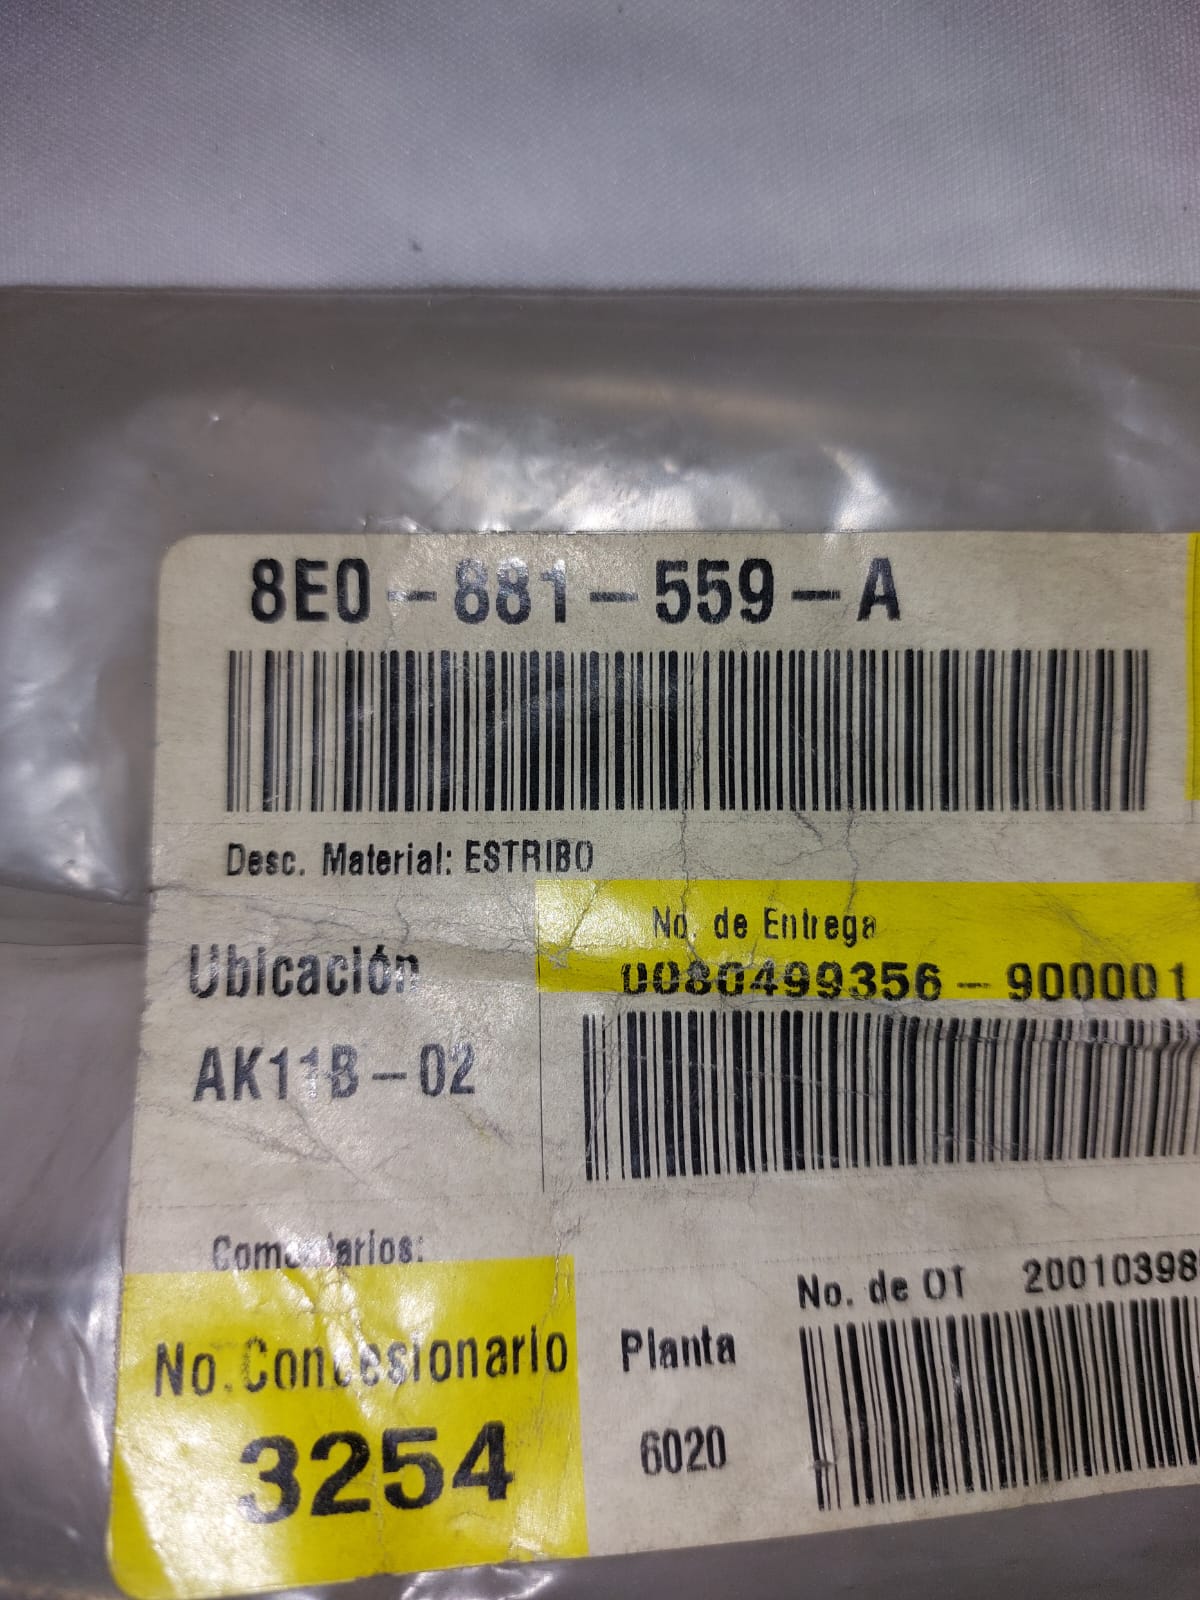 8E0-881-559-A
Desc. Material: ESTRIBO
No. de Entrega
Ubicación
0080499356-900001
AK11B-02
Comentarios:
No. de OT 20010398
No.Concesionario
Planta
3254
6020